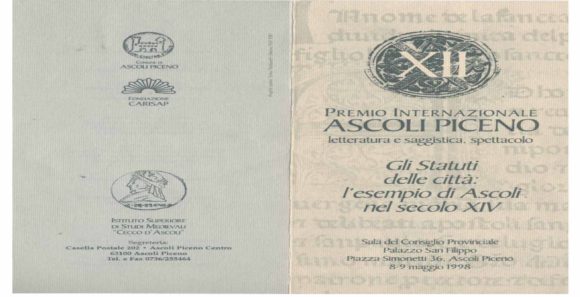 COMUNE DI
ASCOLI PICENO
FONDAZIONE
CARISAP
ISTITUTO SUPERIORE
DI STUDI MEDIEVALI
"CECCO D'ASCOLI"
Segreteria:
Casella Postale 202 • Ascoli Piceno Centro
63100 Ascoli Piceno
Tel. e Fax 0736/255464
XII
PREMIO INTERNAZIONALE
ASCOLI PICENO
letteratura e saggistica, spettacolo
Gli Statuti
delle città:
l'esempio di Ascoli
nel secolo XIV
Sala del Consiglio Provinciale
Palazzo San Filippo
Piazza Simonetti 36, Ascoli Piceno
8-9 maggio 1998